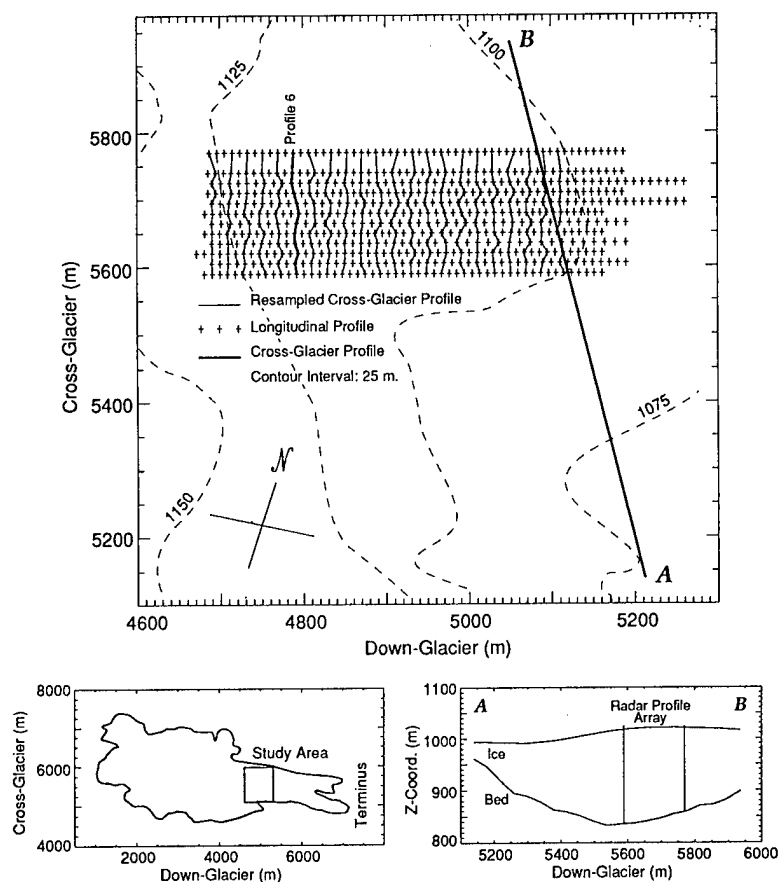 B
1100
1125
Profile 6
5800
5600
5400
5200
Cross-Glacier (m)
Resampled Cross-Glacier Profile
+ + + + Longitudinal Profile
Cross-Glacier Profile
Contour Interval: 25 m.
1075
N
1150
A
4600 4800 5000 5200
Down-Glacier (m)
8000
6000
4000
Cross-Glacier (m)
Study Area
Terminus
2000 4000 6000
Down-Glacier (m)
1100
1000
900
800
Z-Coord. (m)
A
Radar Profile
Array
B
Ice
Bed
5200 5400 5600 5800 6000
Down-Glacier (m)